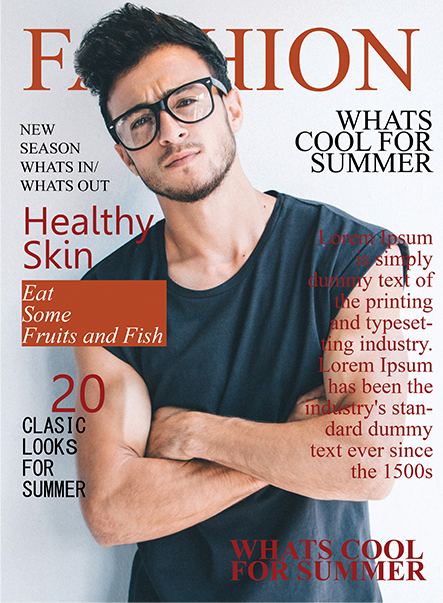 FASHION
WHATS
COOL FOR
SUMMER
NEW
SEASON
WHATS IN/
WHATS OUT
Healthy
Skin
Eat
Some
Fruits and Fish
Lorem Ipsum
is simply
dummy text of
the printing
and typeset-
ting industry.
Lorem Ipsum
has been the
industry's stan-
dard dummy
text ever since
the 1500s
20
CLASIC
LOOKS
FOR
SUMMER
WHATS COOL
FOR SUMMER